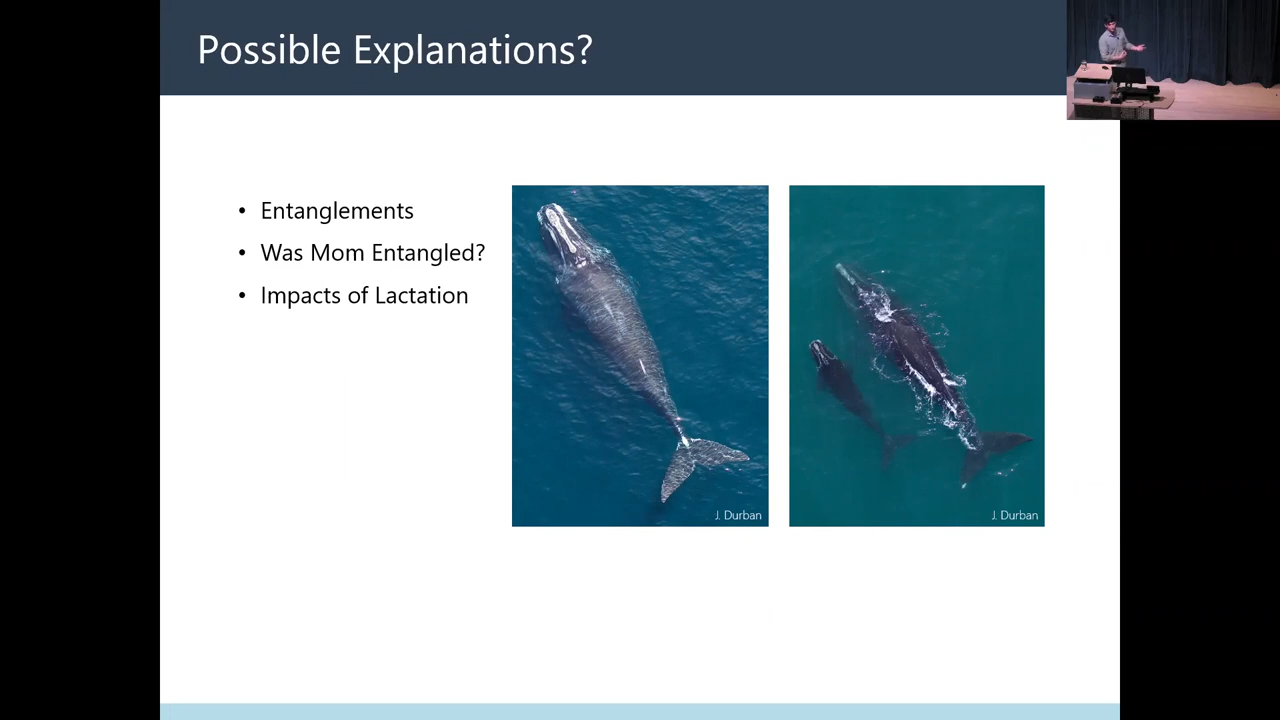 Possible Explanations?
• Entanglements
• Was Mom Entangled?
• Impacts of Lactation
J. Durban
J. Durban